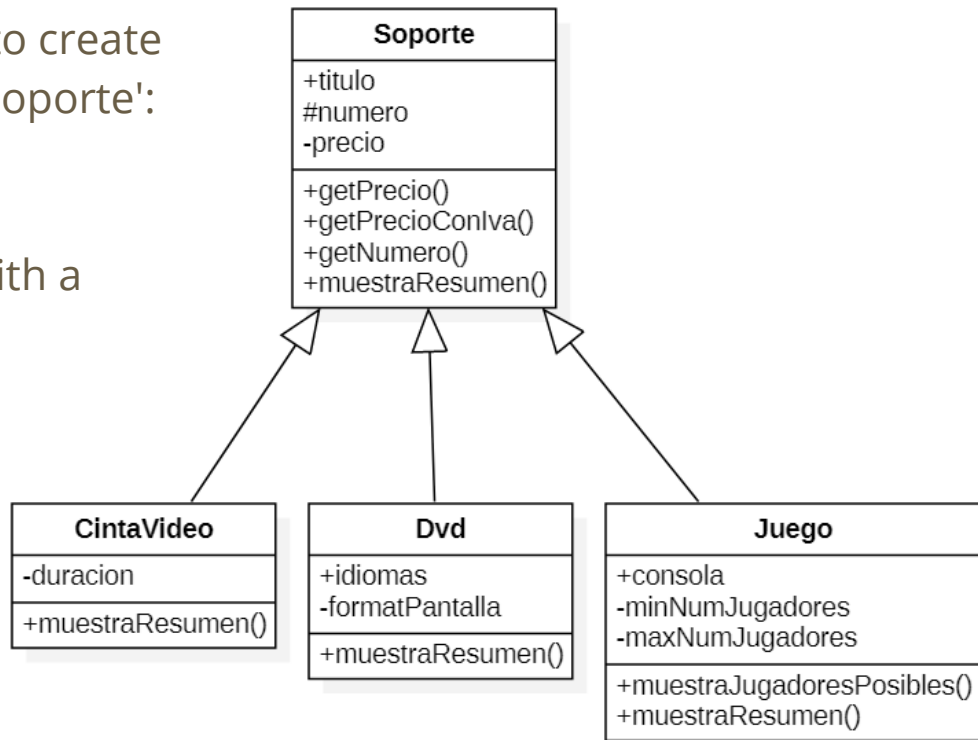 to create
oporte':
ith a
Soporte
+titulo
#numero
-precio
+getPrecio()
+getPrecioConIva()
+getNumero()
+muestraResumen()
CintaVideo
-duracion
+muestraResumen()
Dvd
+idiomas
-formatPantalla
+muestraResumen()
Juego
+consola
-minNumJugadores
-maxNumJugadores
+muestraJugadoresPosibles()
+muestraResumen()